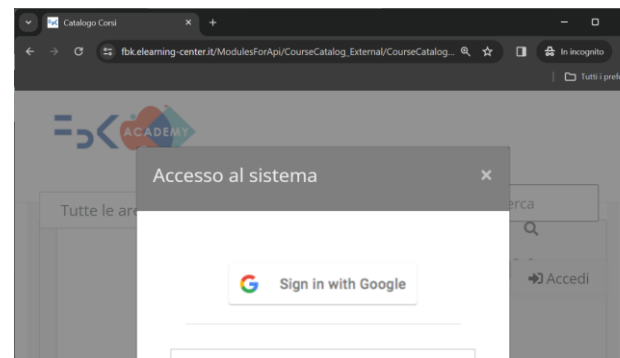 Catalogo Corsi
fbk.elearning-center.it/ModulesForApi/CourseCatalog_External/CourseCatalog...
In incognito
Tutti i prefe
FBK ACADEMY
Accesso al sistema
Tutte le are
erca
Sign in with Google
Accedi